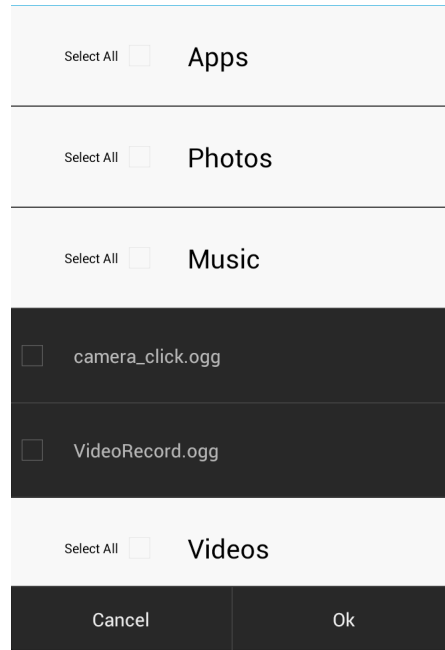 Select All Apps
Select All Photos
Select All Music
camera_click.ogg
VideoRecord.ogg
Select All Videos
Cancel Ok